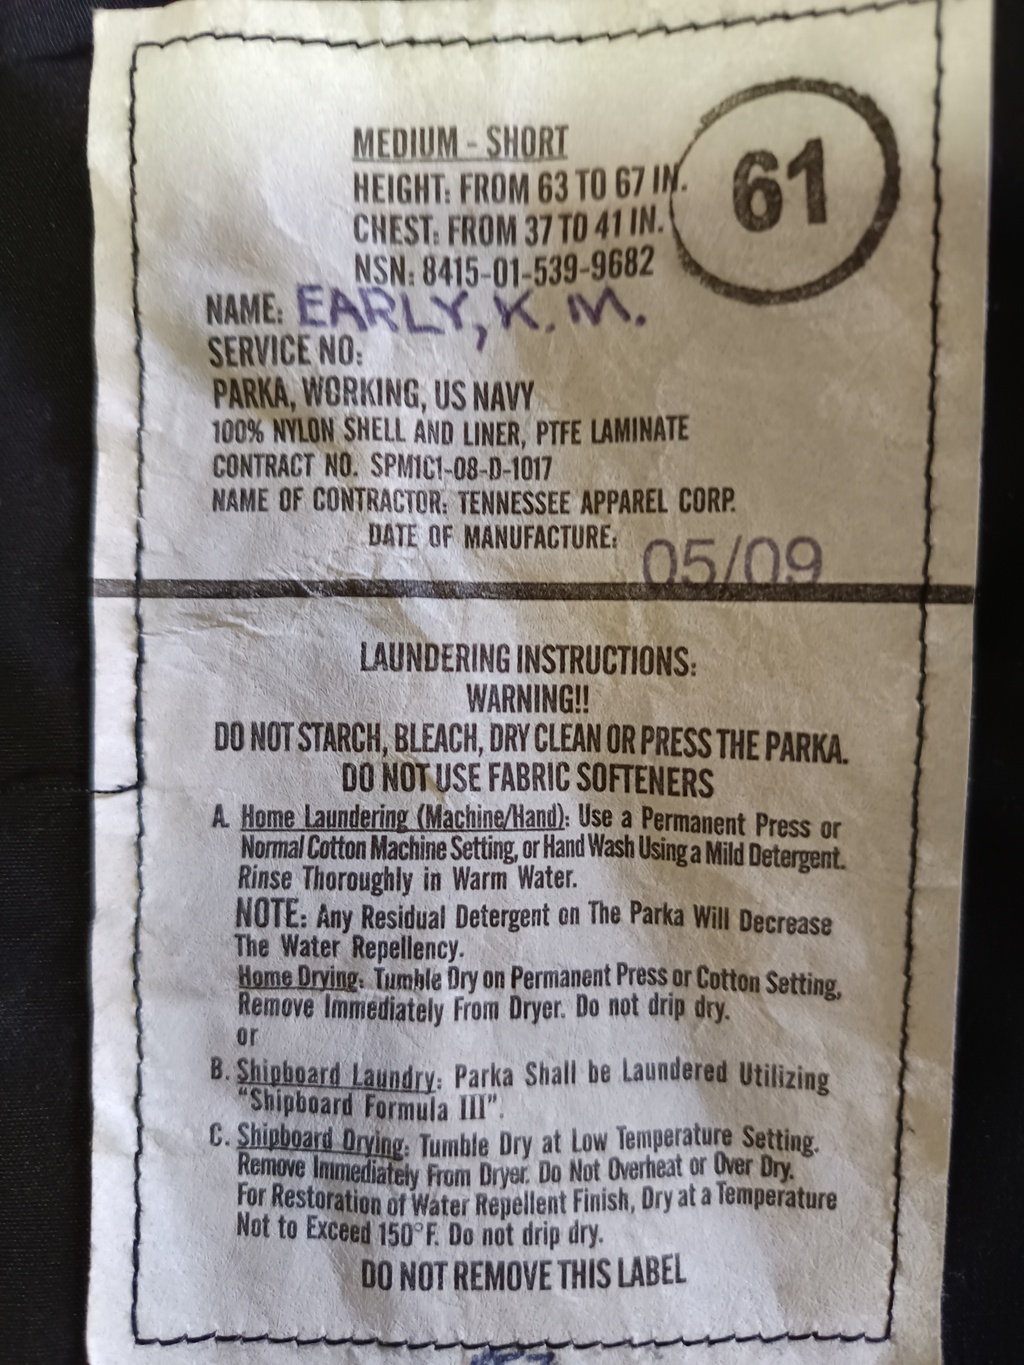 MEDIUM - SHORT
61
HEIGHT: FROM 63 TO 67 IN.
CHEST: FROM 37 TO 41 IN.
NSN: 8415-01-539-9682
NAME: EARLY, K. M.
SERVICE NO:
PARKA, WORKING, US NAVY
100% NYLON SHELL AND LINER, PTFE LAMINATE
CONTRACT NO. SPM1C1-08-D-1017
NAME OF CONTRACTOR: TENNESSEE APPAREL CORP.
DATE OF MANUFACTURE: 05/09
LAUNDERING INSTRUCTIONS:
WARNING!!
DO NOT STARCH, BLEACH, DRY CLEAN OR PRESS THE PARKA.
DO NOT USE FABRIC SOFTENERS
A. Home Laundering (Machine/Hand): Use a Permanent Press or
Normal Cotton Machine Setting, or Hand Wash Using a Mild Detergent.
Rinse Thoroughly in Warm Water.
NOTE: Any Residual Detergent on The Parka Will Decrease
The Water Repellency.
Home Drying: Tumble Dry on Permanent Press or Cotton Setting,
Remove Immediately From Dryer. Do not drip dry.
or
B. Shipboard Laundry: Parka Shall be Laundered Utilizing
"Shipboard Formula III".
C. Shipboard Drying: Tumble Dry at Low Temperature Setting.
Remove Immediately From Dryer. Do Not Overheat or Over Dry.
For Restoration of Water Repellent Finish, Dry at a Temperature
Not to Exceed 150°F. Do not drip dry.
DO NOT REMOVE THIS LABEL